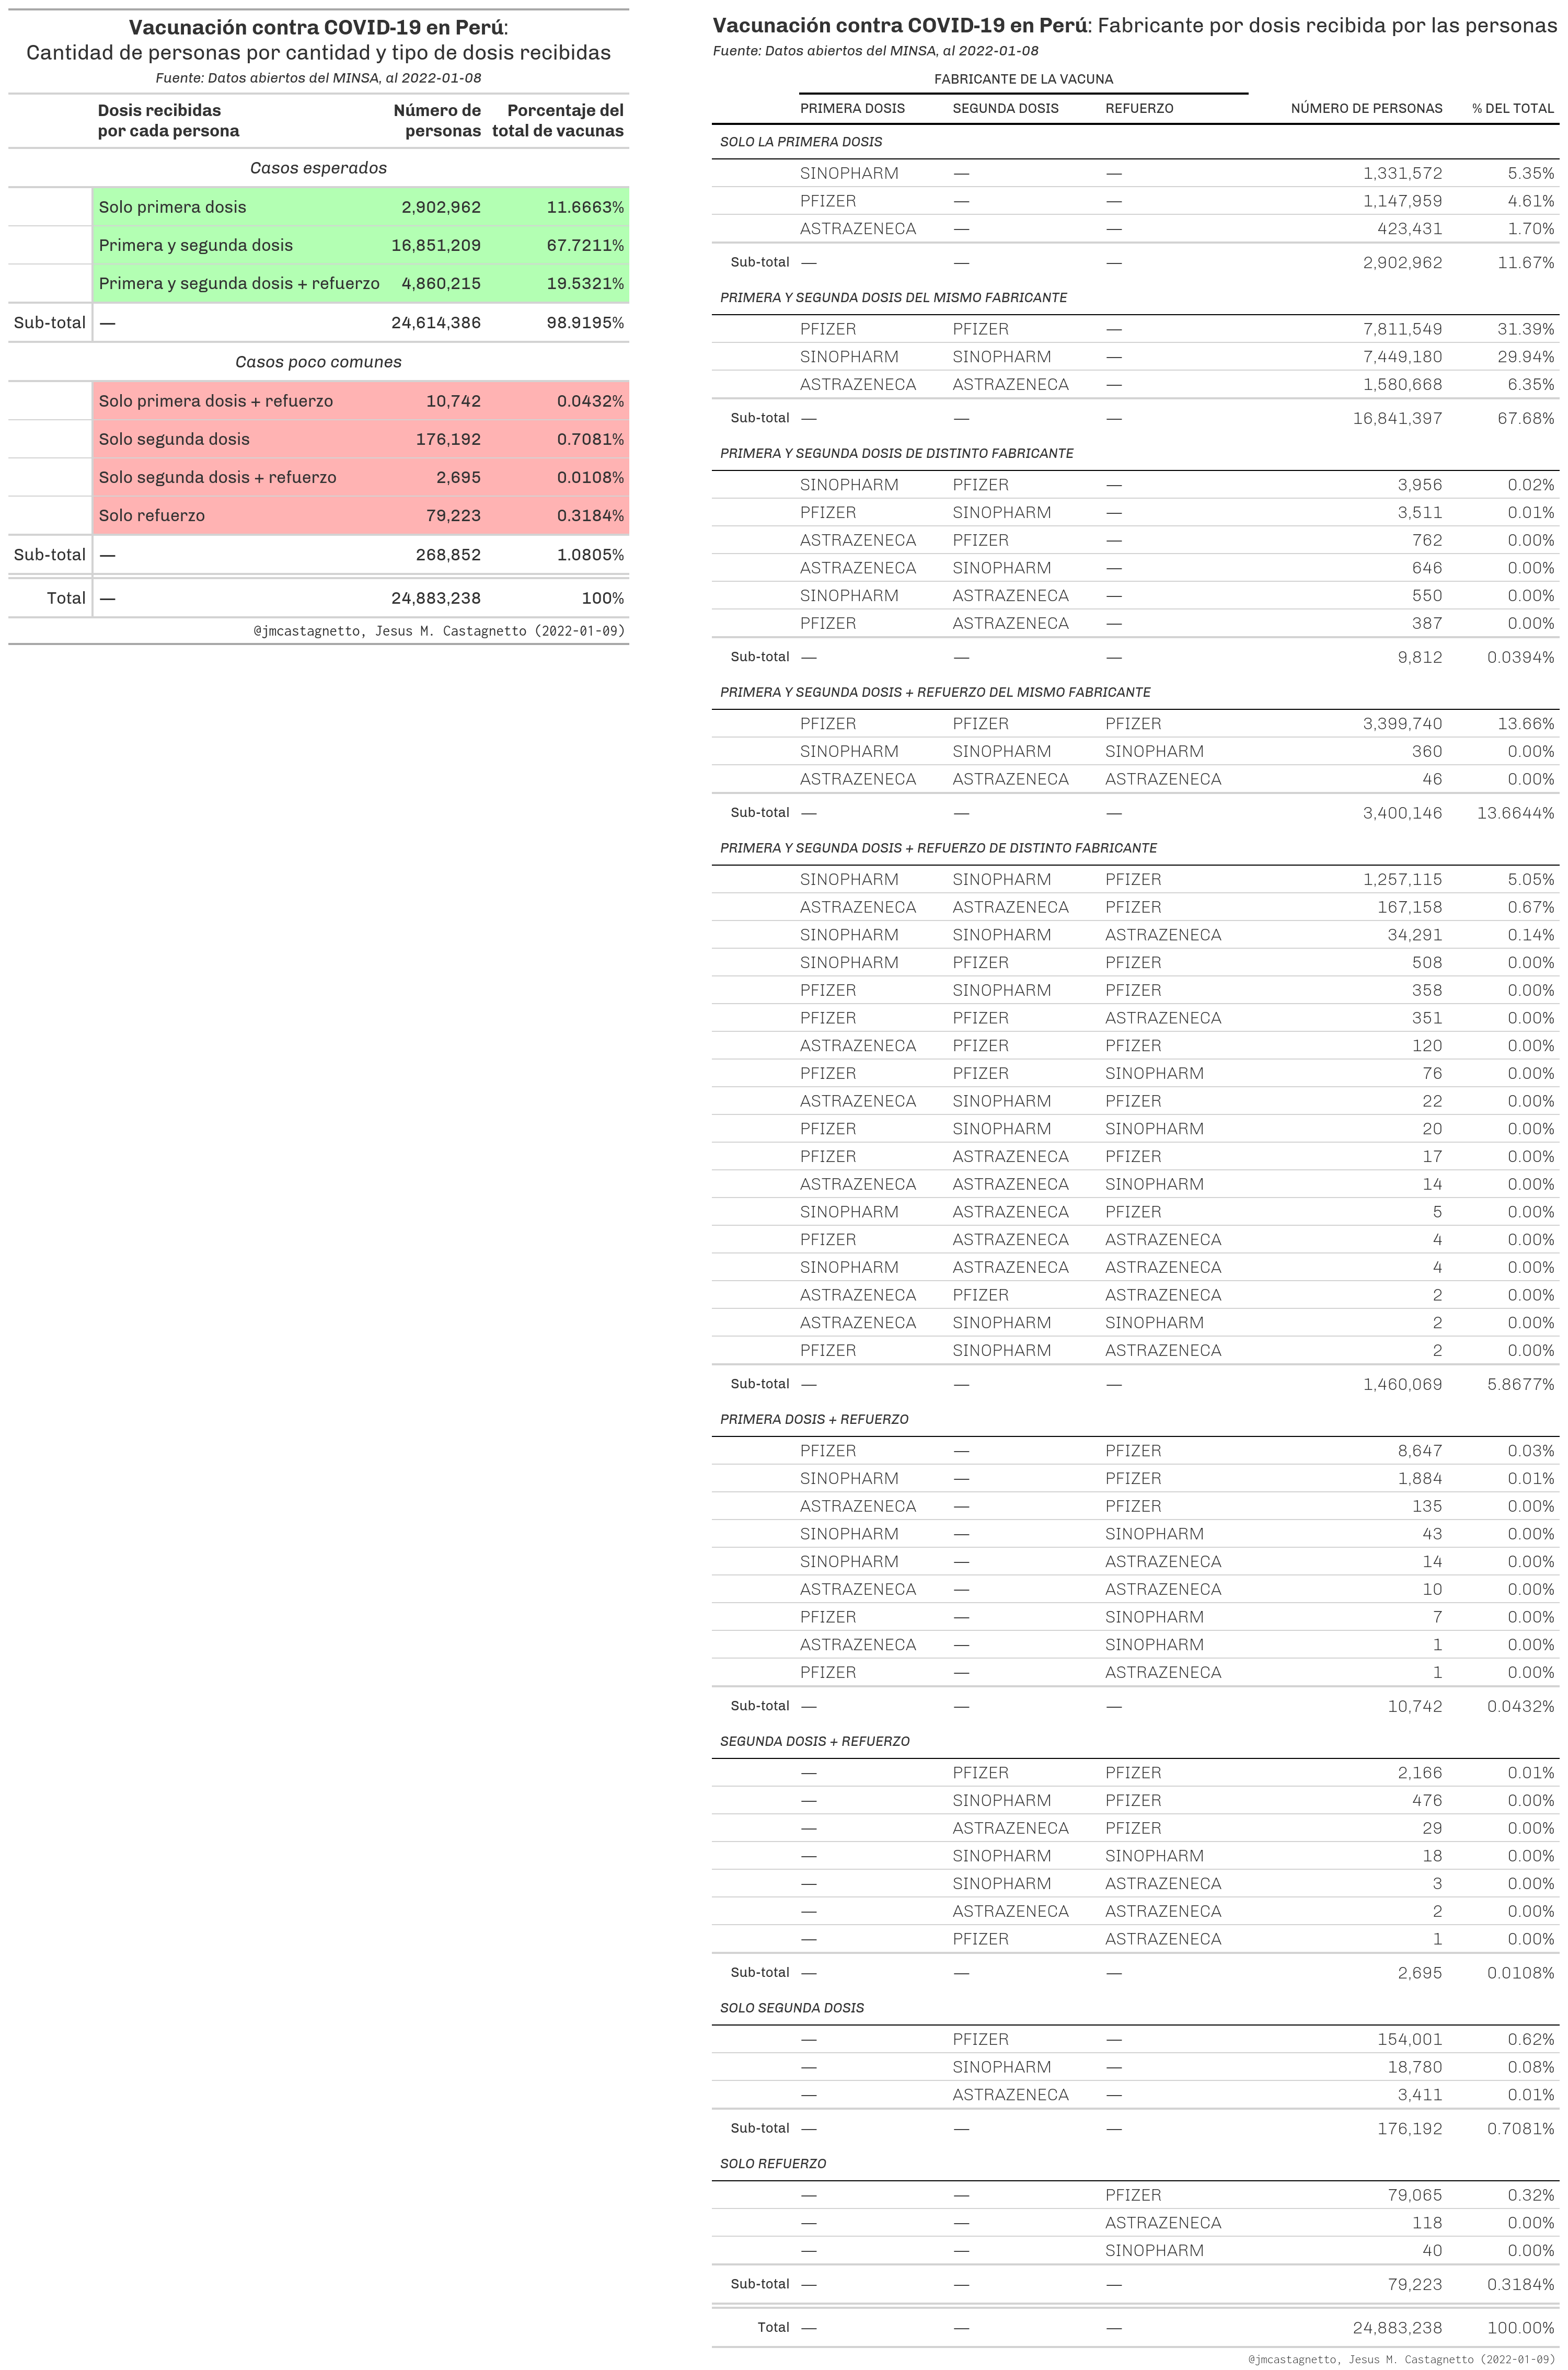 Vacunación contra COVID-19 en Perú:
Cantidad de personas por cantidad y tipo de dosis recibidas
Fuente: Datos abiertos del MINSA, al 2022-01-08
Dosis recibidas por cada persona Número de personas Porcentaje del total de vacunas
Casos esperados
Solo primera dosis 2,902,962 11.6663%
Primera y segunda dosis 16,851,209 67.7211%
Primera y segunda dosis + refuerzo 4,860,215 19.5321%
Sub-total — 24,614,386 98.9195%
Casos poco comunes
Solo primera dosis + refuerzo 10,742 0.0432%
Solo segunda dosis 176,192 0.7081%
Solo segunda dosis + refuerzo 2,695 0.0108%
Solo refuerzo 79,223 0.3184%
Sub-total — 268,852 1.0805%
Total — 24,883,238 100%
@jmcastagnetto, Jesus M. Castagnetto (2022-01-09)
Vacunación contra COVID-19 en Perú: Fabricante por dosis recibida por las personas
Fuente: Datos abiertos del MINSA, al 2022-01-08
FABRICANTE DE LA VACUNA
PRIMERA DOSIS SEGUNDA DOSIS REFUERZO NÚMERO DE PERSONAS % DEL TOTAL
SOLO LA PRIMERA DOSIS
SINOPHARM — — 1,331,572 5.35%
PFIZER — — 1,147,959 4.61%
ASTRAZENECA — — 423,431 1.70%
Sub-total — — — 2,902,962 11.67%
PRIMERA Y SEGUNDA DOSIS DEL MISMO FABRICANTE
PFIZER PFIZER — 7,811,549 31.39%
SINOPHARM SINOPHARM — 7,449,180 29.94%
ASTRAZENECA ASTRAZENECA — 1,580,668 6.35%
Sub-total — — — 16,841,397 67.68%
PRIMERA Y SEGUNDA DOSIS DE DISTINTO FABRICANTE
SINOPHARM PFIZER — 3,956 0.02%
PFIZER SINOPHARM — 3,511 0.01%
ASTRAZENECA PFIZER — 762 0.00%
ASTRAZENECA SINOPHARM — 646 0.00%
SINOPHARM ASTRAZENECA — 550 0.00%
PFIZER ASTRAZENECA — 387 0.00%
Sub-total — — — 9,812 0.0394%
PRIMERA Y SEGUNDA DOSIS + REFUERZO DEL MISMO FABRICANTE
PFIZER PFIZER PFIZER 3,399,740 13.66%
SINOPHARM SINOPHARM SINOPHARM 360 0.00%
ASTRAZENECA ASTRAZENECA ASTRAZENECA 46 0.00%
Sub-total — — — 3,400,146 13.6644%
PRIMERA Y SEGUNDA DOSIS + REFUERZO DE DISTINTO FABRICANTE
SINOPHARM SINOPHARM PFIZER 1,257,115 5.05%
ASTRAZENECA ASTRAZENECA PFIZER 167,158 0.67%
SINOPHARM SINOPHARM ASTRAZENECA 34,291 0.14%
SINOPHARM PFIZER PFIZER 508 0.00%
PFIZER SINOPHARM PFIZER 358 0.00%
PFIZER PFIZER ASTRAZENECA 351 0.00%
ASTRAZENECA PFIZER PFIZER 120 0.00%
PFIZER PFIZER SINOPHARM 76 0.00%
ASTRAZENECA SINOPHARM PFIZER 22 0.00%
PFIZER SINOPHARM SINOPHARM 20 0.00%
PFIZER ASTRAZENECA PFIZER 17 0.00%
ASTRAZENECA ASTRAZENECA SINOPHARM 14 0.00%
SINOPHARM ASTRAZENECA PFIZER 5 0.00%
PFIZER ASTRAZENECA ASTRAZENECA 4 0.00%
SINOPHARM ASTRAZENECA ASTRAZENECA 4 0.00%
ASTRAZENECA PFIZER ASTRAZENECA 2 0.00%
ASTRAZENECA SINOPHARM SINOPHARM 2 0.00%
PFIZER SINOPHARM ASTRAZENECA 2 0.00%
Sub-total — — — 1,460,069 5.8677%
PRIMERA DOSIS + REFUERZO
PFIZER — PFIZER 8,647 0.03%
SINOPHARM — PFIZER 1,884 0.01%
ASTRAZENECA — PFIZER 135 0.00%
SINOPHARM — SINOPHARM 43 0.00%
SINOPHARM — ASTRAZENECA 14 0.00%
ASTRAZENECA — ASTRAZENECA 10 0.00%
PFIZER — SINOPHARM 7 0.00%
ASTRAZENECA — SINOPHARM 1 0.00%
PFIZER — ASTRAZENECA 1 0.00%
Sub-total — — — 10,742 0.0432%
SEGUNDA DOSIS + REFUERZO
— PFIZER PFIZER 2,166 0.01%
— SINOPHARM PFIZER 476 0.00%
— ASTRAZENECA PFIZER 29 0.00%
— SINOPHARM SINOPHARM 18 0.00%
— SINOPHARM ASTRAZENECA 3 0.00%
— ASTRAZENECA ASTRAZENECA 2 0.00%
— PFIZER ASTRAZENECA 1 0.00%
Sub-total — — — 2,695 0.0108%
SOLO SEGUNDA DOSIS
— PFIZER — 154,001 0.62%
— SINOPHARM — 18,780 0.08%
— ASTRAZENECA — 3,411 0.01%
Sub-total — — — 176,192 0.7081%
SOLO REFUERZO
— — PFIZER 79,065 0.32%
— — ASTRAZENECA 118 0.00%
— — SINOPHARM 40 0.00%
Sub-total — — — 79,223 0.3184%
Total — — — 24,883,238 100.00%
@jmcastagnetto, Jesus M. Castagnetto (2022-01-09)